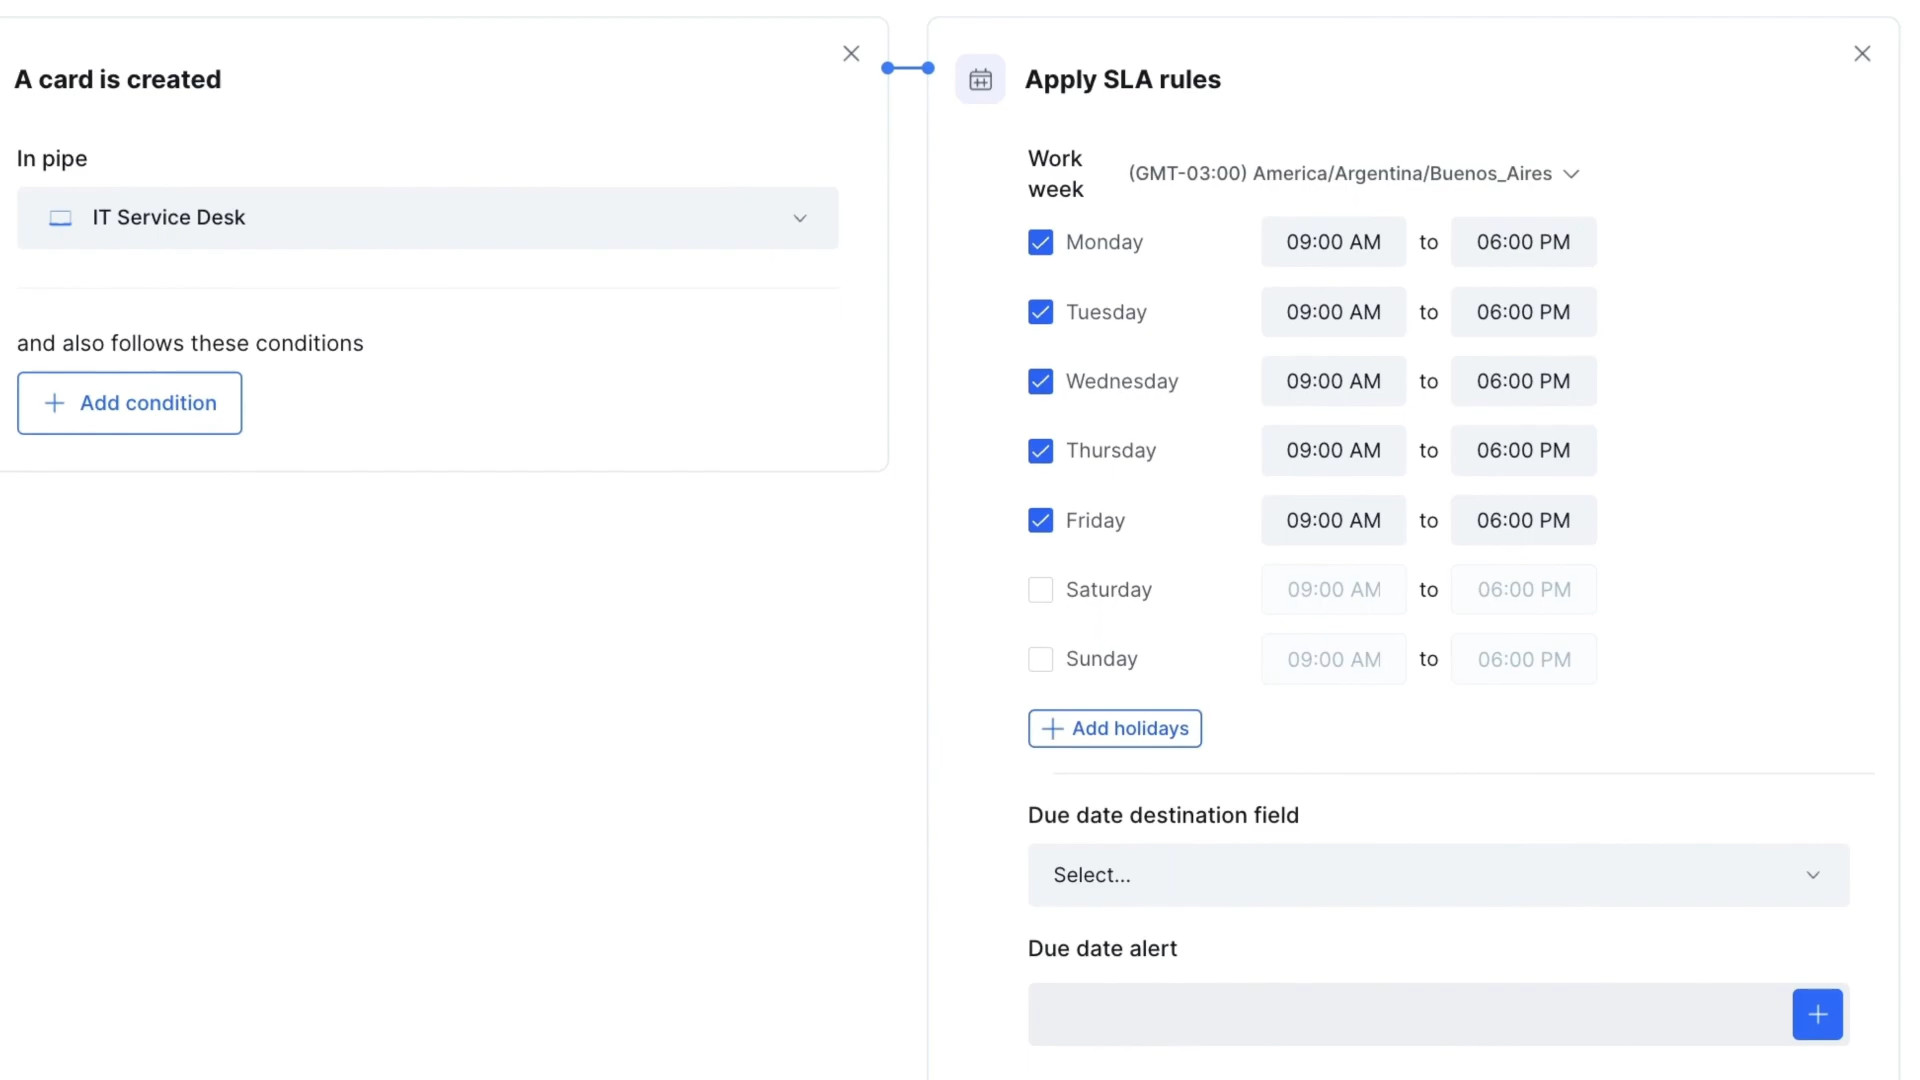 A card is created
In pipe
IT Service Desk
and also follows these conditions
Add condition
Apply SLA rules
Work
week
(GMT-03:00) America/Argentina/Buenos_Aires
Monday 09:00 AM to 06:00 PM
Tuesday 09:00 AM to 06:00 PM
Wednesday 09:00 AM to 06:00 PM
Thursday 09:00 AM to 06:00 PM
Friday 09:00 AM to 06:00 PM
Saturday 09:00 AM to 06:00 PM
Sunday 09:00 AM to 06:00 PM
Add holidays
Due date destination field
Select...
Due date alert